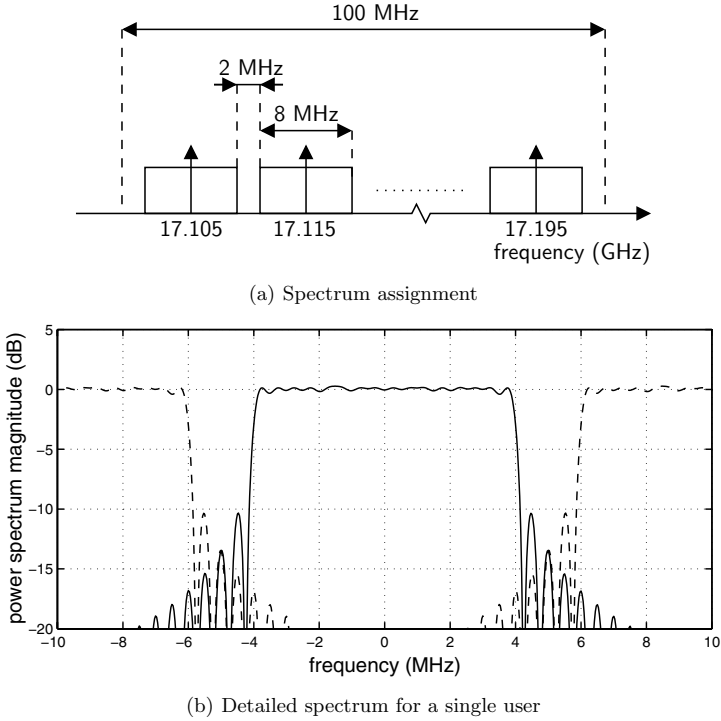 100 MHz
2 MHz
8 MHz
17.105 17.115 17.195
frequency (GHz)
(a) Spectrum assignment
5
0
−5
−10
−15
−20
power spectrum magnitude (dB)
−10 −8 −6 −4 −2 0 2 4 6 8 10
frequency (MHz)
(b) Detailed spectrum for a single user